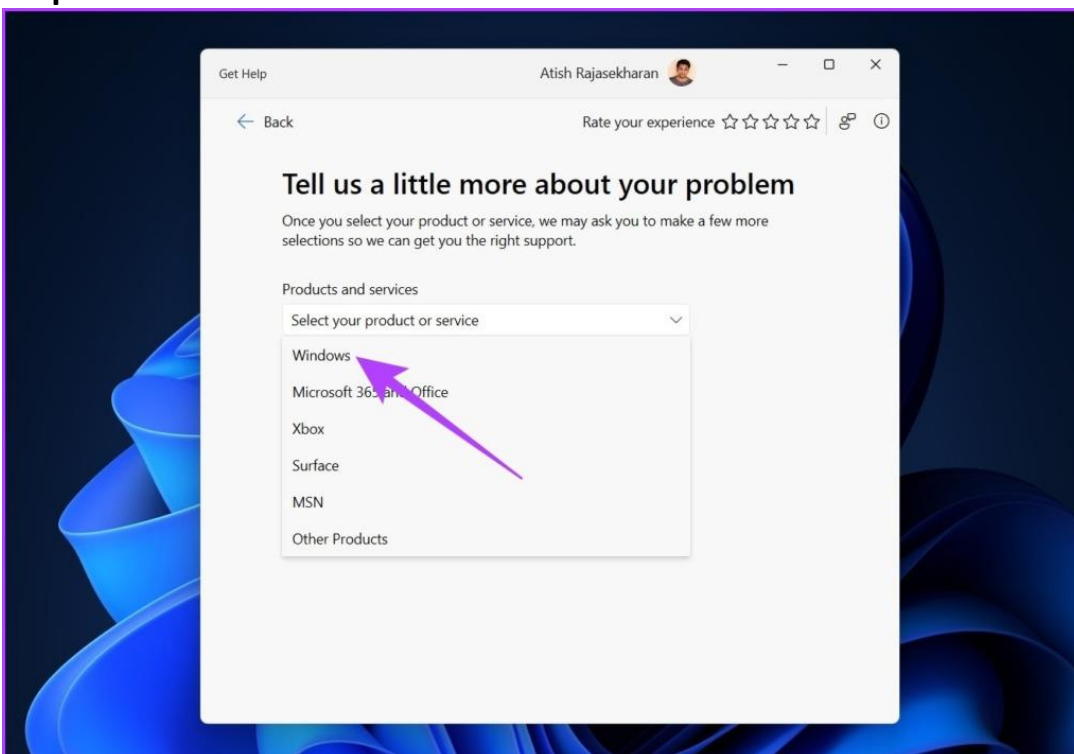 Get Help
Atish Rajasekharan
Back
Rate your experience
Tell us a little more about your problem
Once you select your product or service, we may ask you to make a few more
selections so we can get you the right support.
Products and services
Select your product or service
Windows
Microsoft 365 and Office
Xbox
Surface
MSN
Other Products